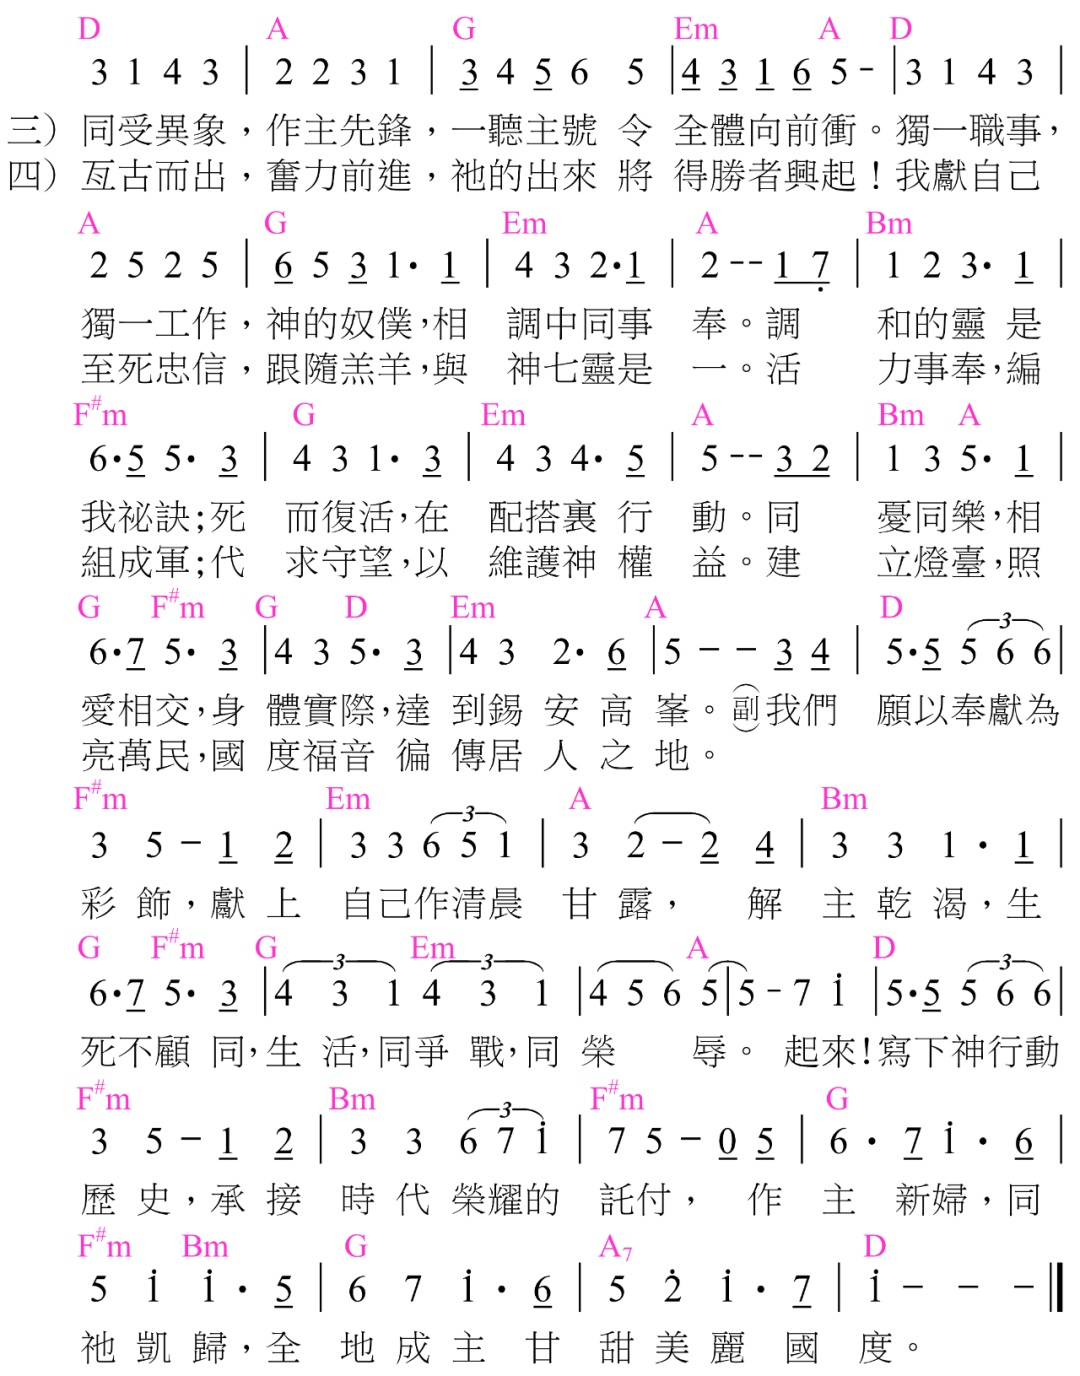 D A G Em A D
3 1 4 3 | 2 2 3 1 | 3 4 5 6 5 | 4 3 1 6 5 - | 3 1 4 3 |
三）同受異象，作主先鋒，一聽主號 令 全體向前衝。獨一職事，
四）亙古而出，奮力前進，祂的出來 將 得勝者興起！我獻自己
A G Em A Bm
2 5 2 5 | 6 5 3 1· 1 | 4 3 2·1 | 2 -- 1 7 | 1 2 3· 1 |
獨一工作，神的奴僕，相 調中同事 奉。調 和的靈 是
至死忠信，跟隨羔羊，與 神七靈是 一。活 力事奉，編
F#m G Em A Bm A
6·5 5· 3 | 4 3 1· 3 | 4 3 4· 5 | 5 -- 3 2 | 1 3 5· 1 |
我祕訣；死 而復活，在 配搭裏 行 動。同 憂同樂，相
組成軍；代 求守望，以 維護神 權 益。建 立燈臺，照
G F#m G D Em A D
6·7 5· 3 | 4 3 5· 3 | 4 3 2· 6 | 5 - - 3 4 | 5·5 3 5 6 6 |
愛相交，身 體實際，達 到錫 安 高 峯。（副）我們 願以奉獻為
亮萬民，國 度福音 徧 傳居 人 之 地。
F#m Em A Bm
3 5 - 1 2 | 3 3 3 6 5 1 | 3 2 - 2 4 | 3 3 1 · 1 |
彩 飾，獻 上 自己作清晨 甘 露， 解 主 乾 渴，生
G F#m G Em A D
6·7 5· 3 | 3 4 3 1 3 4 3 1 | 4 5 6 5 | 5 - 7 i | 5·5 3 5 6 6 |
死不顧 同，生 活，同爭 戰，同 榮 辱。 起來！寫下神行動
F#m Bm F#m G
3 5 - 1 2 | 3 3 3 6 7 i | 7 5 - 0 5 | 6 · 7 i · 6 |
歷 史，承 接 時 代 榮耀的 託付， 作 主 新婦，同
F#m Bm G A7 D
5 i i · 5 | 6 7 i · 6 | 5 2 i · 7 | i - - - ‖
祂 凱 歸，全 地 成 主 甘 甜 美 麗 國 度。